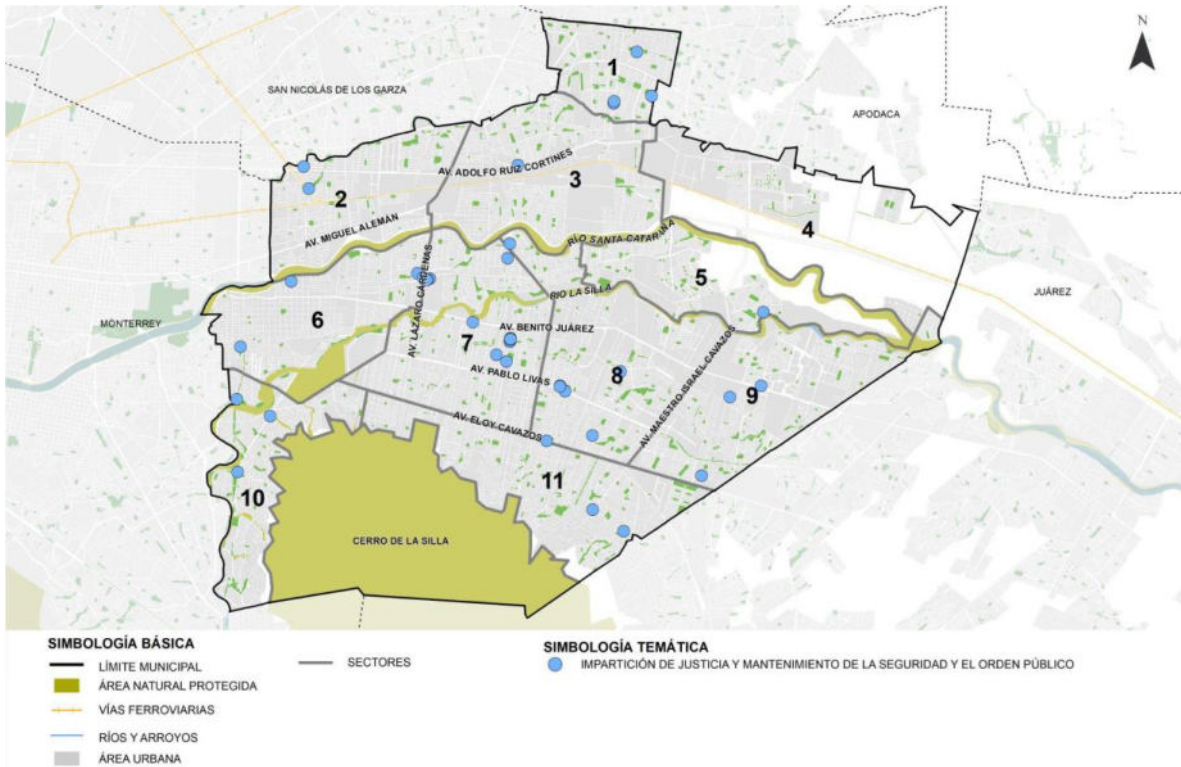 N
1
SAN NICOLÁS DE LOS GARZA
APODACA
AV. ADOLFO RUIZ CORTINES
3
2
AV. MIGUEL ALEMÁN
RÍO SANTA CATARINA
4
5
AV. LÁZARO CÁRDENAS
RIO LA SILLA
JUÁREZ
MONTERREY
6
7
AV. BENITO JUÁREZ
AV. PABLO LIVAS
8
AV. MAESTRO ISRAEL CAVAZOS
9
AV. ELOY CAVAZOS
11
10
CERRO DE LA SILLA
SIMBOLOGÍA BÁSICA
LÍMITE MUNICIPAL
ÁREA NATURAL PROTEGIDA
VÍAS FERROVIARIAS
RÍOS Y ARROYOS
ÁREA URBANA
SECTORES
SIMBOLOGÍA TEMÁTICA
IMPARTICIÓN DE JUSTICIA Y MANTENIMIENTO DE LA SEGURIDAD Y EL ORDEN PÚBLICO